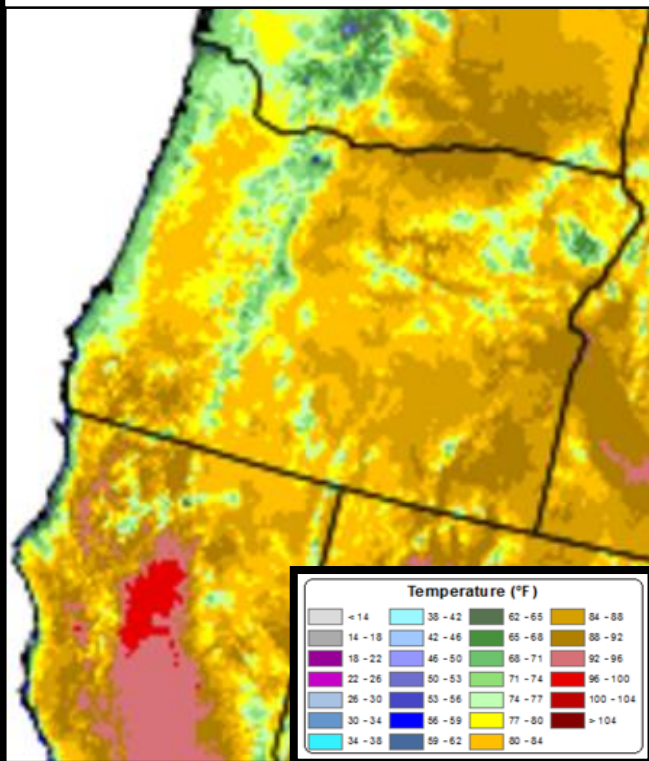 Temperature (°F)
< 14 38 - 42 62 - 65 84 - 88
14 - 18 42 - 46 65 - 68 88 - 92
18 - 22 46 - 50 68 - 71 92 - 96
22 - 26 50 - 53 71 - 74 96 - 100
26 - 30 53 - 56 74 - 77 100 - 104
30 - 34 56 - 59 77 - 80 > 104
34 - 38 59 - 62 80 - 84